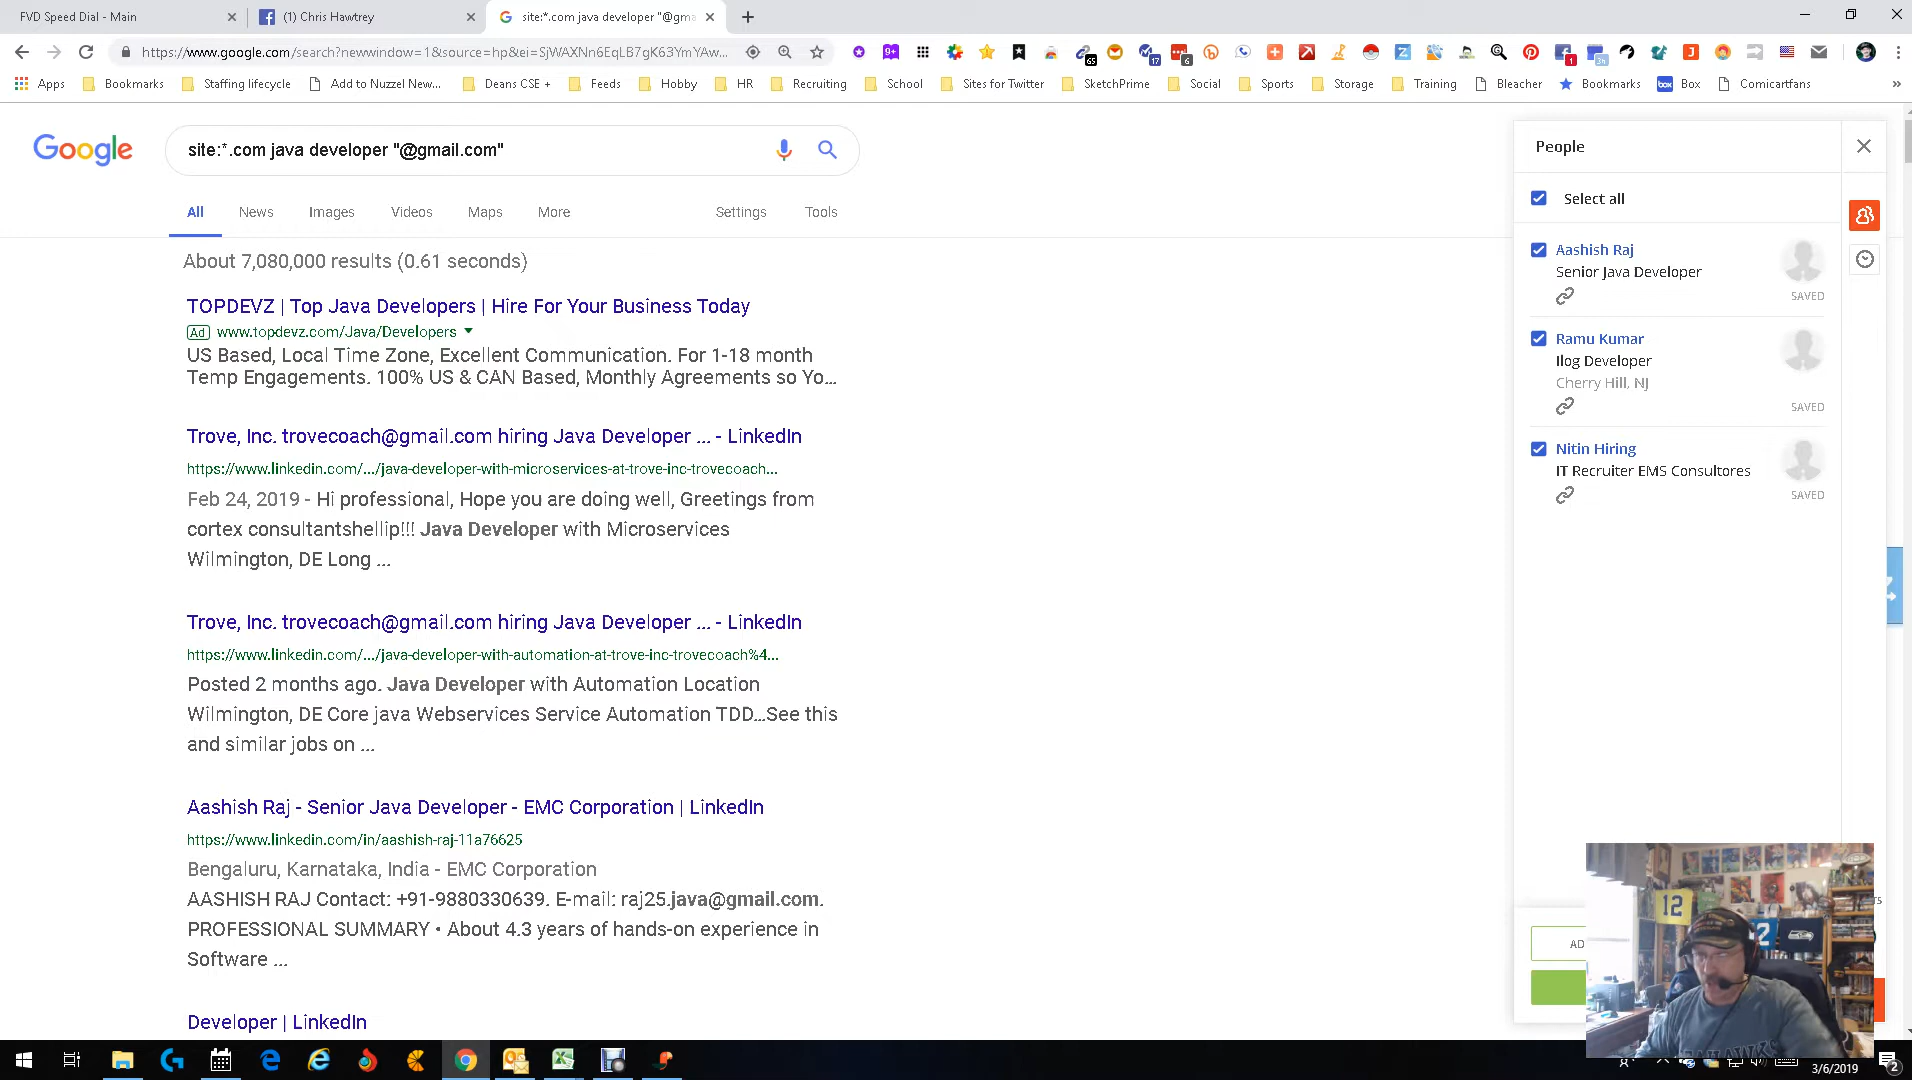 FVD Speed Dial - Main
(1) Chris Hawtrey
site:*.com java developer "@gma
https://www.google.com/search?newwindow=1&source=hp&ei=SjWAXNn6EqLB7gK63YmYAw...
9+
65
17
6
1
3h
Apps
Bookmarks
Staffing lifecycle
Add to Nuzzel New...
Deans CSE +
Feeds
Hobby
HR
Recruiting
School
Sites for Twitter
SketchPrime
Social
Sports
Storage
Training
Bleacher
Bookmarks
box
Box
Comicartfans
»
Google
site:*.com java developer "@gmail.com"
All
News
Images
Videos
Maps
More
Settings
Tools
About 7,080,000 results (0.61 seconds)
TOPDEVZ | Top Java Developers | Hire For Your Business Today
Ad www.topdevz.com/Java/Developers
US Based, Local Time Zone, Excellent Communication. For 1-18 month
Temp Engagements. 100% US & CAN Based, Monthly Agreements so Yo...
Trove, Inc. trovecoach@gmail.com hiring Java Developer ... - LinkedIn
https://www.linkedin.com/.../java-developer-with-microservices-at-trove-inc-trovecoach...
Feb 24, 2019 - Hi professional, Hope you are doing well, Greetings from
cortex consultantshellip!!! Java Developer with Microservices
Wilmington, DE Long ...
Trove, Inc. trovecoach@gmail.com hiring Java Developer ... - LinkedIn
https://www.linkedin.com/.../java-developer-with-automation-at-trove-inc-trovecoach%4...
Posted 2 months ago. Java Developer with Automation Location
Wilmington, DE Core java Webservices Service Automation TDD...See this
and similar jobs on ...
Aashish Raj - Senior Java Developer - EMC Corporation | LinkedIn
https://www.linkedin.com/in/aashish-raj-11a76625
Bengaluru, Karnataka, India - EMC Corporation
AASHISH RAJ Contact: +91-9880330639. E-mail: raj25.java@gmail.com.
PROFESSIONAL SUMMARY • About 4.3 years of hands-on experience in
Software ...
Developer | LinkedIn
People
Select all
Aashish Raj
Senior Java Developer
SAVED
Ramu Kumar
Ilog Developer
Cherry Hill, NJ
SAVED
Nitin Hiring
IT Recruiter EMS Consultores
SAVED
AD
12
3/6/2019
2